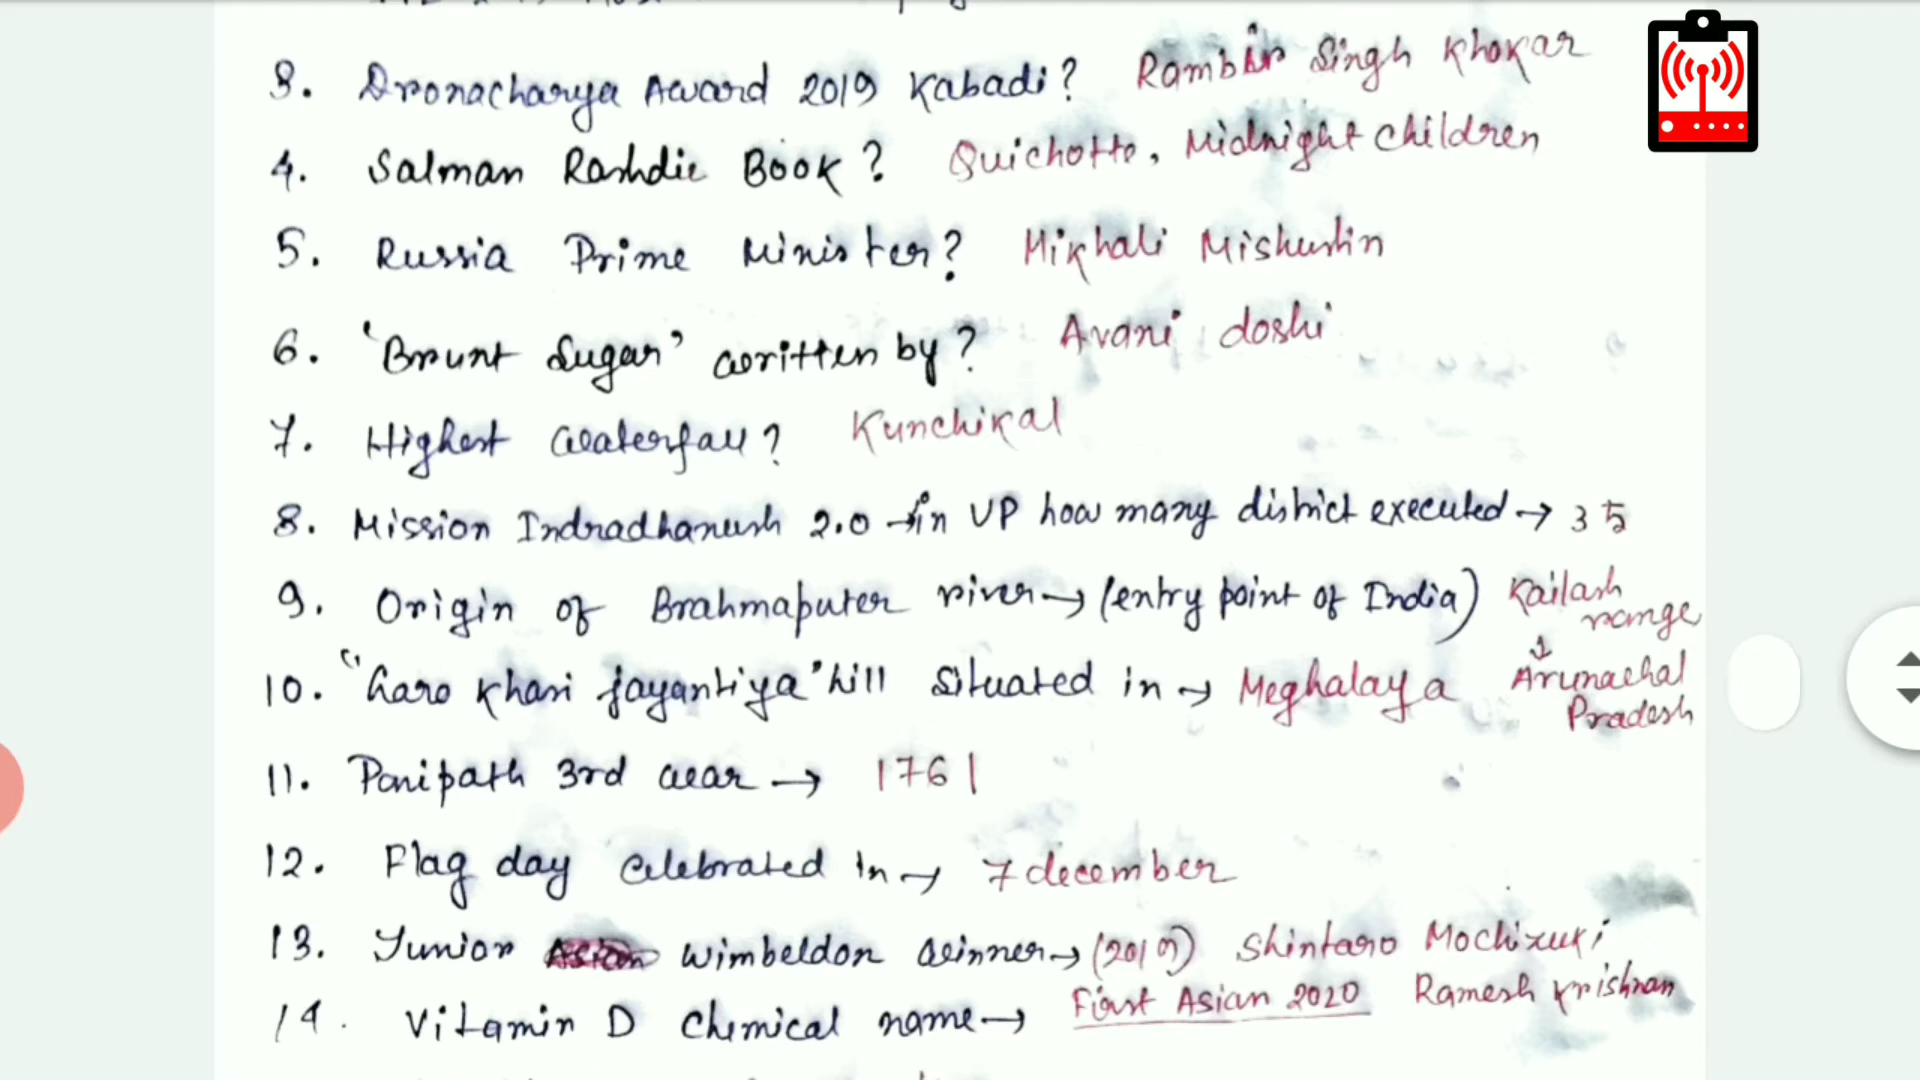 3. Dronacharya Award 2019 Kabadi? Rambir Singh Khokar
4. Salman Rashdie Book? Quichotte, Midnight children
5. Russia Prime Minister? Mikhali Mishustin
6. 'Brunt Sugar' written by? Avani doshi
7. Highest waterfall? Kunchikal
8. Mission Indradhanush 2.0 → in UP how many district executed → 35
9. Origin of Brahmaputer river → (entry point of India) Kailash range ↓ Arunachal Pradesh
10. "Garo khasi jayantiya" hill situated in → Meghalaya
11. Panipath 3rd wear → 1761
12. Flag day celebrated in → 7 december
13. Junior Asian Wimbeldon winner → (2019) Shintaro Mochizuki
First Asian 2020 Ramesh Krishnan
14. Vitamin D Chemical name →